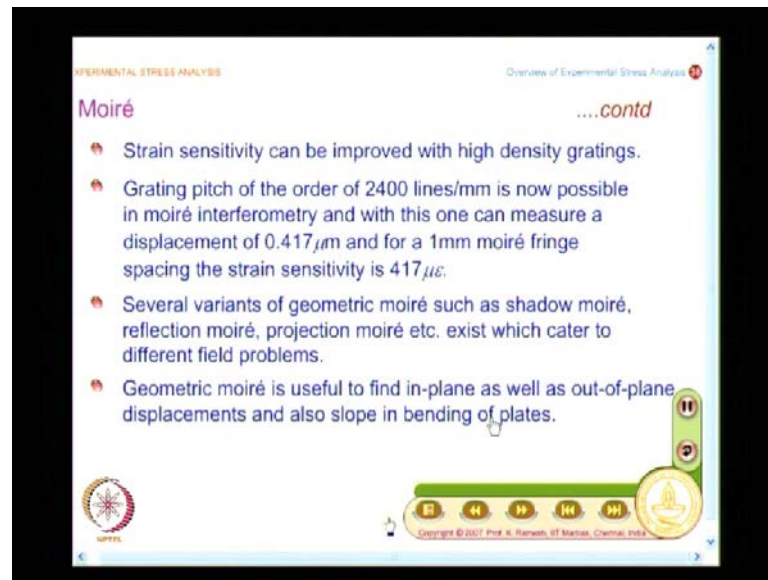 XPERIMENTAL STRESS ANALYSIS
Overview of Experimental Stress Analysis 38
Moiré
....contd
Strain sensitivity can be improved with high density gratings.
Grating pitch of the order of 2400 lines/mm is now possible
in moiré interferometry and with this one can measure a
displacement of 0.417μm and for a 1mm moiré fringe
spacing the strain sensitivity is 417με.
Several variants of geometric moiré such as shadow moiré,
reflection moiré, projection moiré etc. exist which cater to
different field problems.
Geometric moiré is useful to find in-plane as well as out-of-plane
displacements and also slope in bending of plates.
NPTEL
Copyright © 2007 Prof. K. Ramesh, IIT Madras, Chennai, India